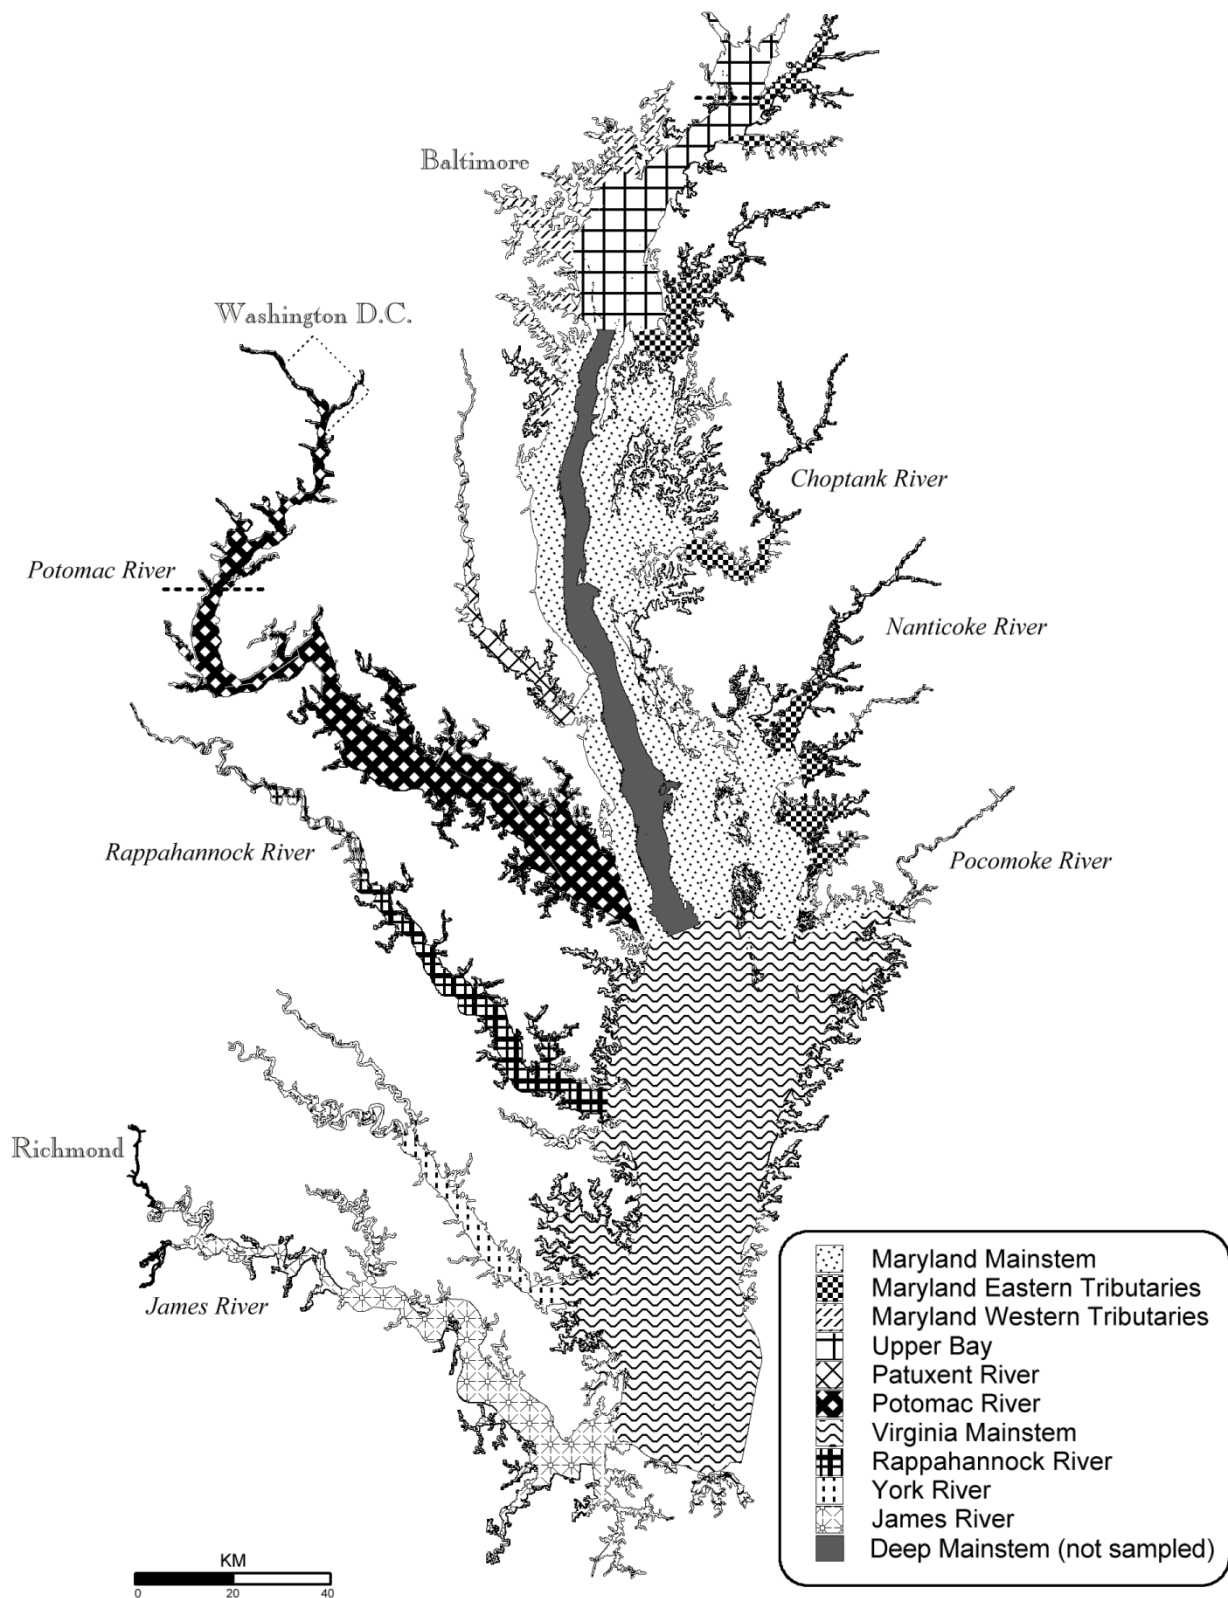 Baltimore
Washington D.C.
Choptank River
Potomac River
Nanticoke River
Rappahannock River
Pocomoke River
Richmond
James River
Maryland Mainstem
Maryland Eastern Tributaries
Maryland Western Tributaries
Upper Bay
Patuxent River
Potomac River
Virginia Mainstem
Rappahannock River
York River
James River
Deep Mainstem (not sampled)
KM
0 20 40